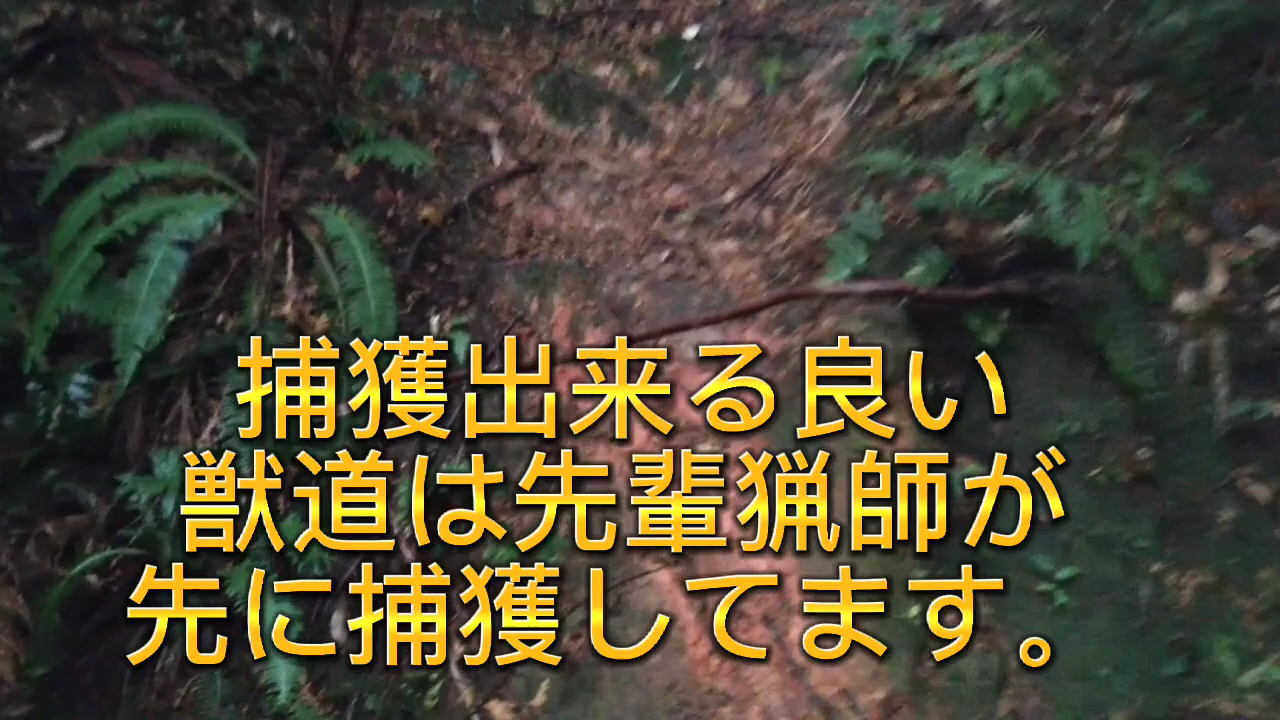 捕獲出来る良い
獣道は先輩猟師が
先に捕獲してます。